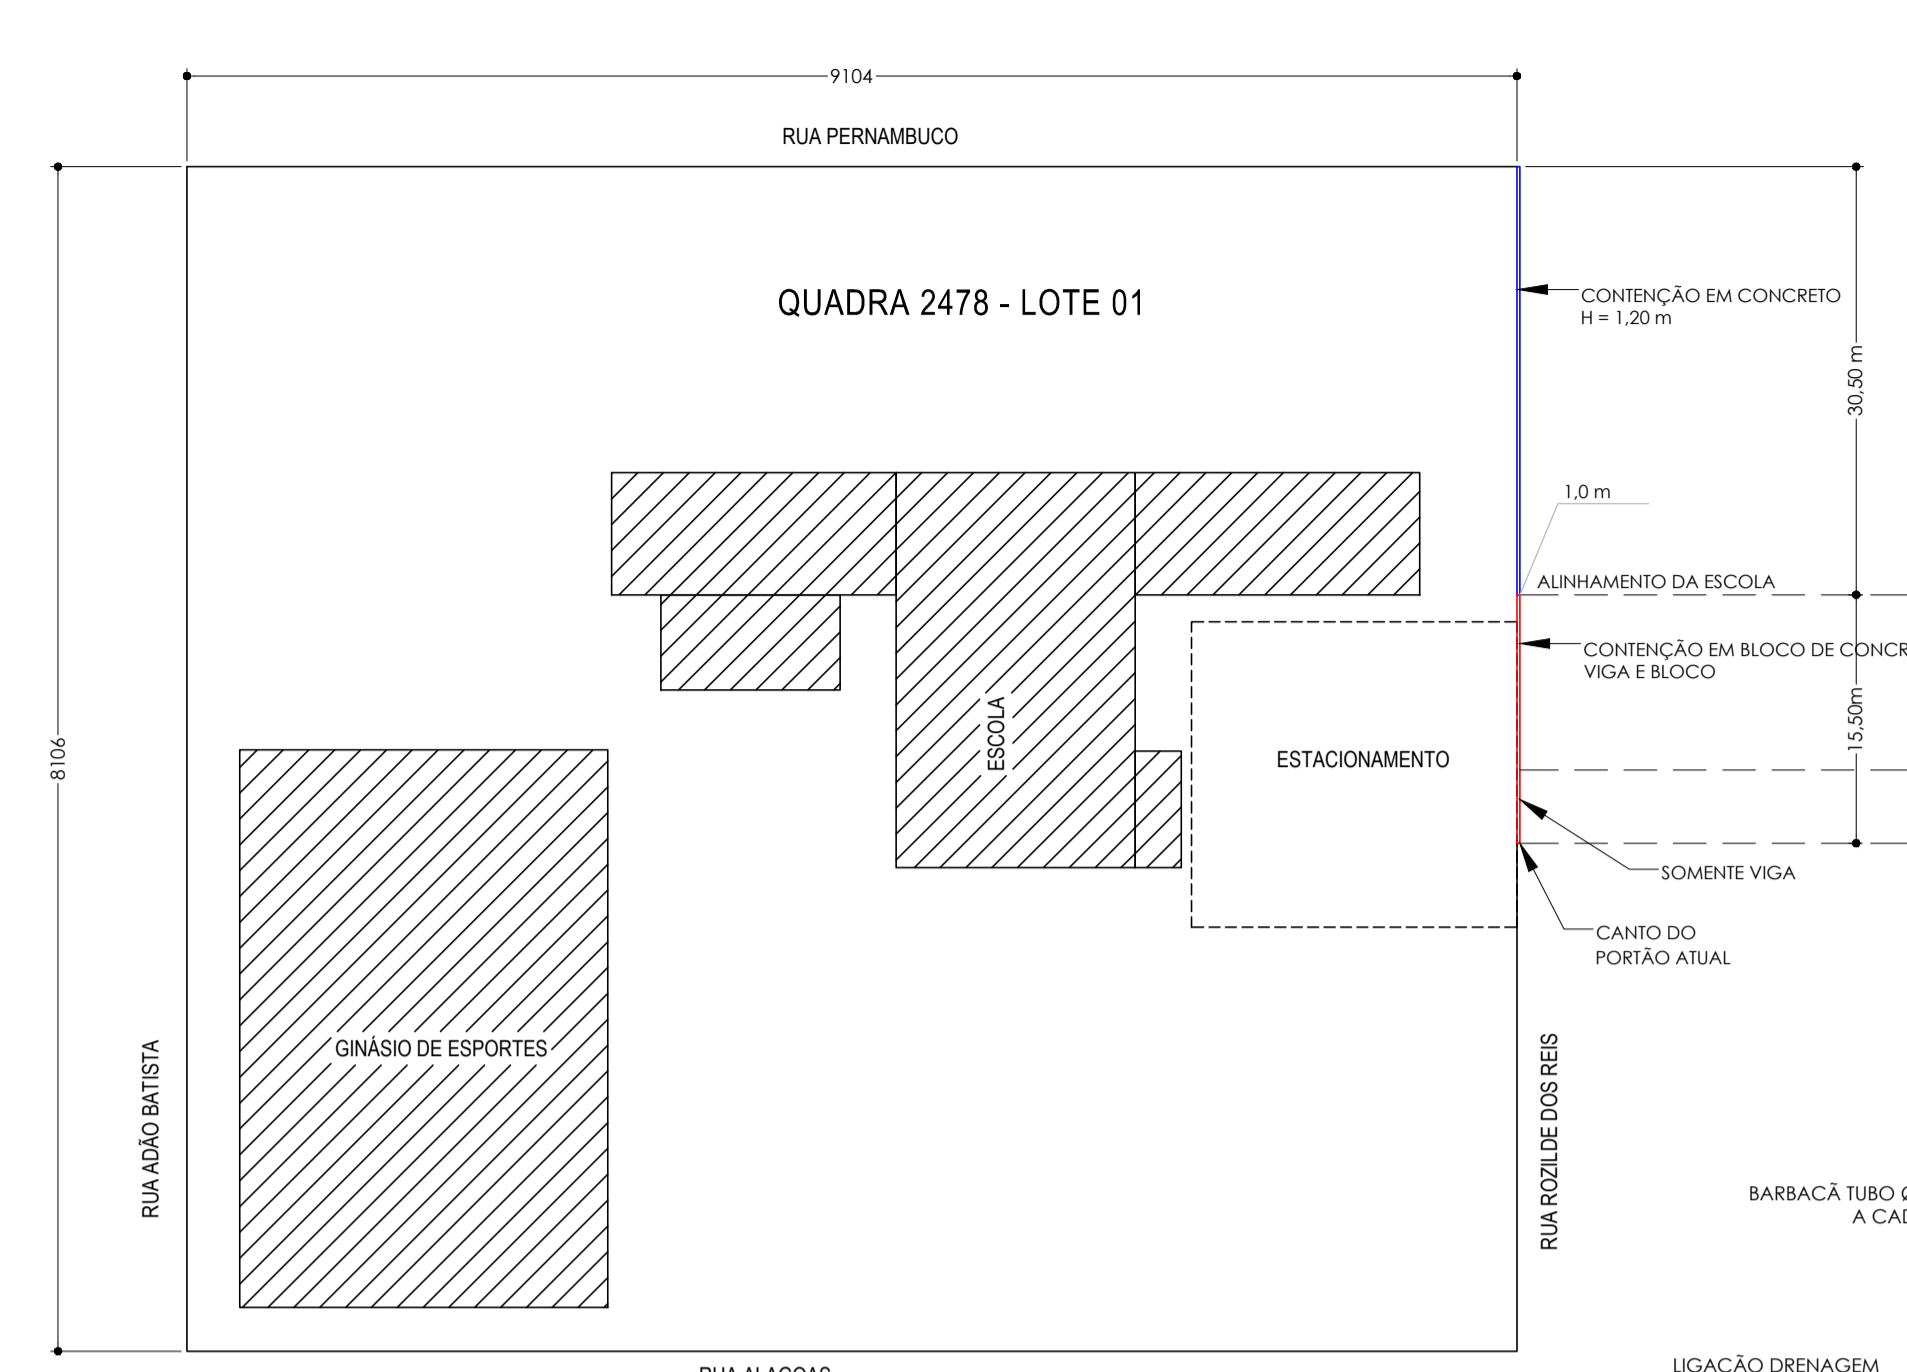 9104
RUA PERNAMBUCO
QUADRA 2478 - LOTE 01
CONTENÇÃO EM CONCRETO
H = 1,20 m
30,50 m
1,0 m
ALINHAMENTO DA ESCOLA
CONTENÇÃO EM BLOCO DE CONCR
VIGA E BLOCO
15,50m
8106
ESCOLA
ESTACIONAMENTO
SOMENTE VIGA
CANTO DO
PORTÃO ATUAL
GINÁSIO DE ESPORTES
RUA ADÃO BATISTA
RUA ROZILDE DOS REIS
BARBACÃ TUBO
A CAD
RUA ALAGOAS
LIGAÇÃO DRENAGEM